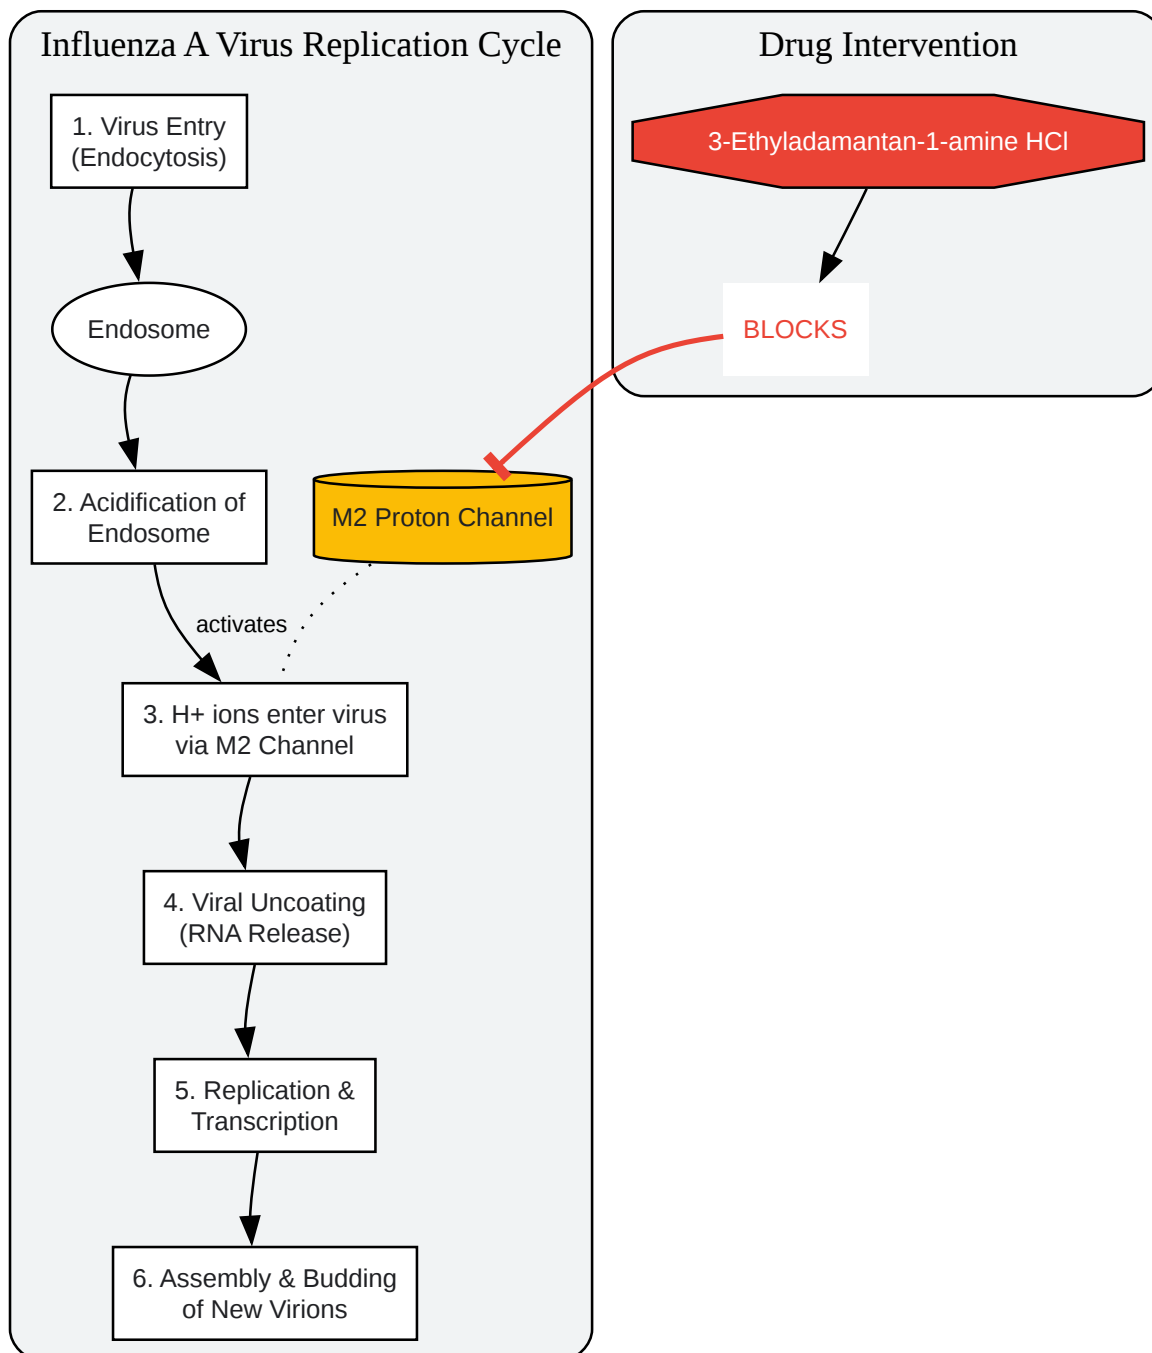 Influenza A Virus Replication Cycle
1. Virus Entry
(Endocytosis)
Endosome
2. Acidification of
Endosome
M2 Proton Channel
activates
3. H+ ions enter virus
via M2 Channel
4. Viral Uncoating
(RNA Release)
5. Replication &
Transcription
6. Assembly & Budding
of New Virions
Drug Intervention
3-Ethyladamantan-1-amine HCl
BLOCKS